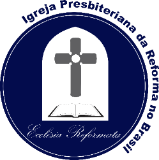 Igreja Presbiteriana da Reforma no Brasil
Ecclesia Reformata